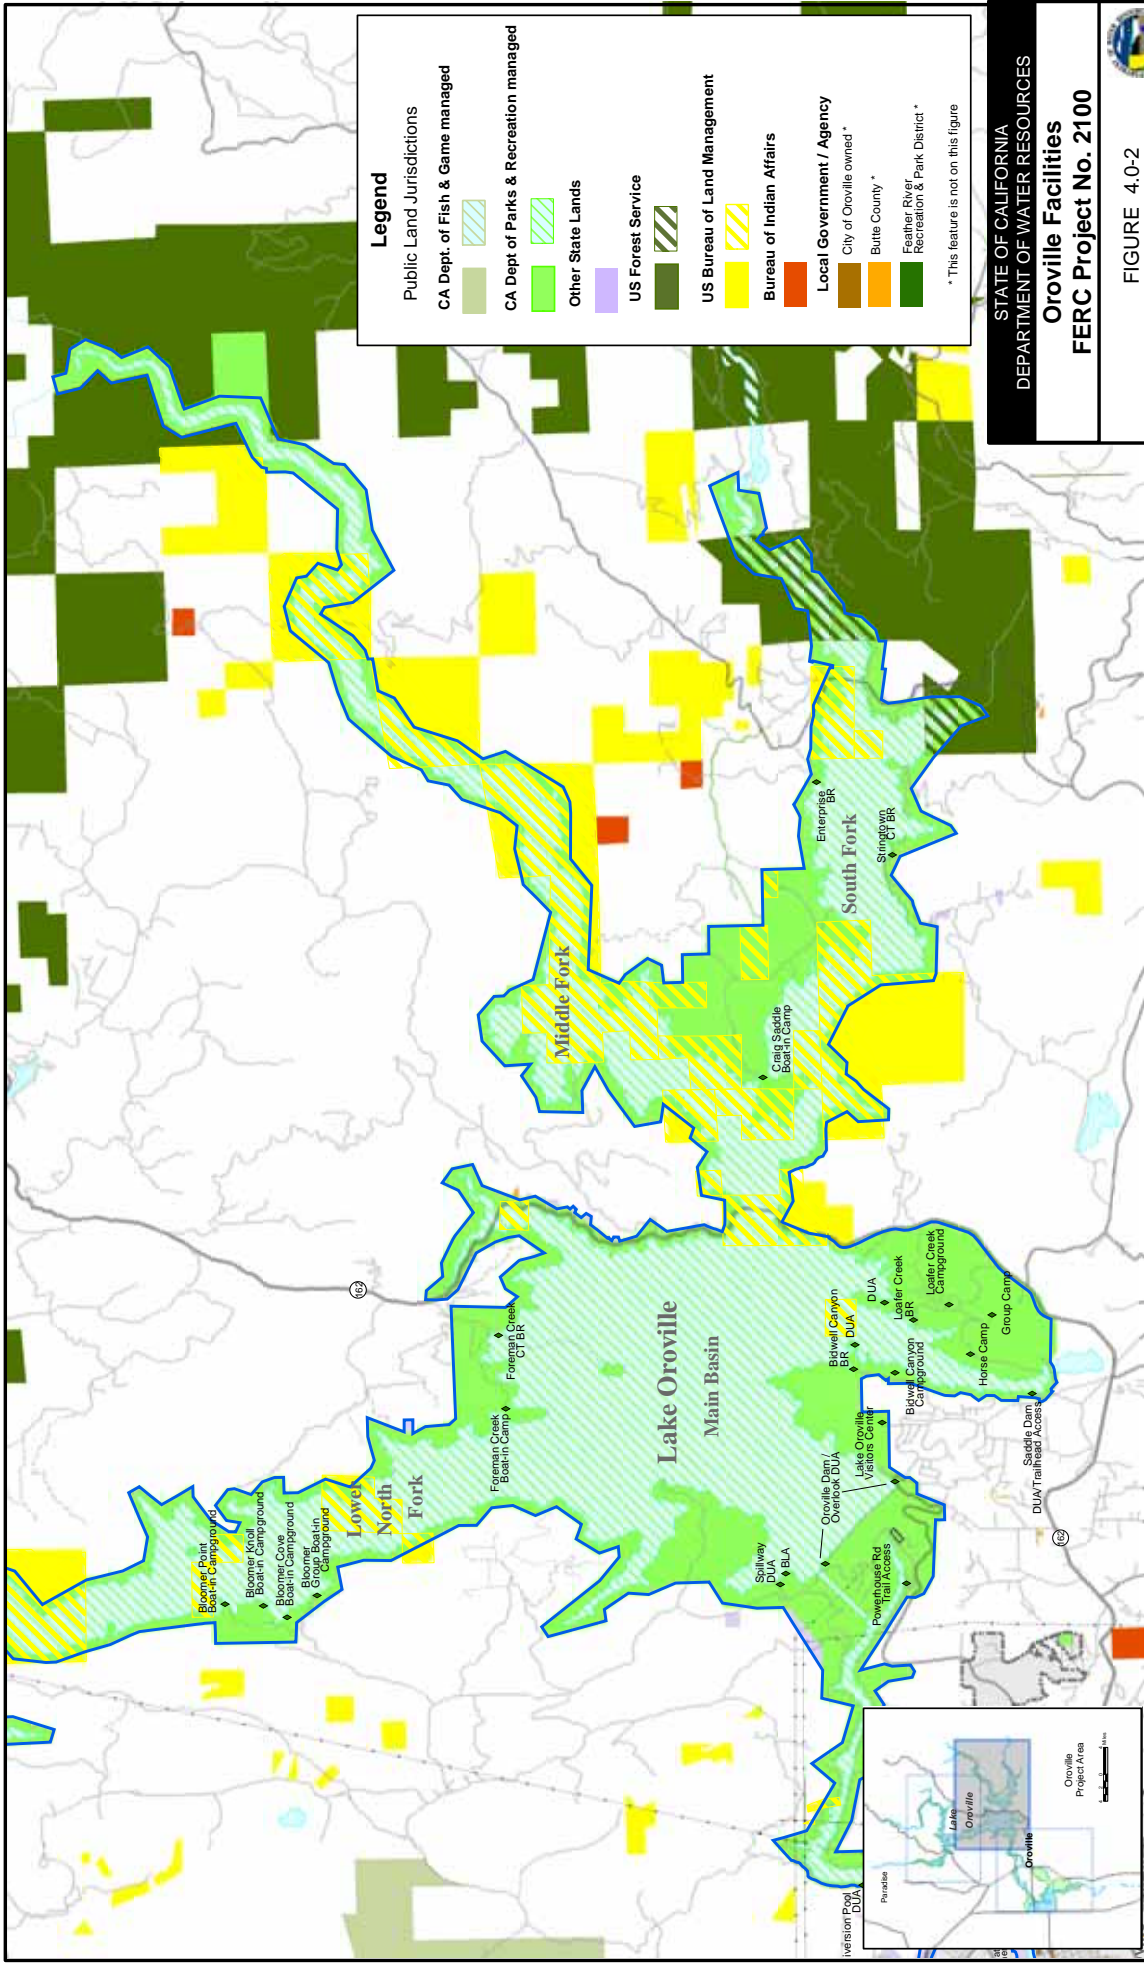 Legend
Public Land Jurisdictions
CA Dept. of Fish & Game managed
CA Dept of Parks & Recreation managed
Other State Lands
US Forest Service
US Bureau of Land Management
Bureau of Indian Affairs
Local Government / Agency
City of Oroville owned *
Butte County *
Feather River
Recreation & Park District *
* This feature is not on this figure
STATE OF CALIFORNIA
DEPARTMENT OF WATER RESOURCES
Oroville Facilities
FERC Project No. 2100
FIGURE 4.0-2
Bloomer Point
Boat-in Campground
Bloomer Knoll
Boat-in Campground
Bloomer Cove
Boat-in Campground
Bloomer
Group Boat-in
Campground
Lower
North
Fork
162
Foreman Creek
CT BR
Foreman Creek
Boat-in Camp
Middle Fork
Lake Oroville
Main Basin
Craig Saddle
Boat-in Camp
Enterprise
BR
South Fork
Stringtown
CT BR
Spillway
DUA
BLA
Oroville Dam /
Overlook DUA
Lake Oroville
Visitors Center
Bidwell Canyon
BR
DUA
Bidwell Canyon
Campground
DUA
Loafer Creek
BR
Loafer Creek
Campground
Horse Camp
Group Camp
Saddle Dam
DUA/Trailhead Access
Powerhouse Rd
Trail Access
162
iversion Pool
DUA
Paradise
Lake
Oroville
Oroville
Oroville
Project Area
Miles